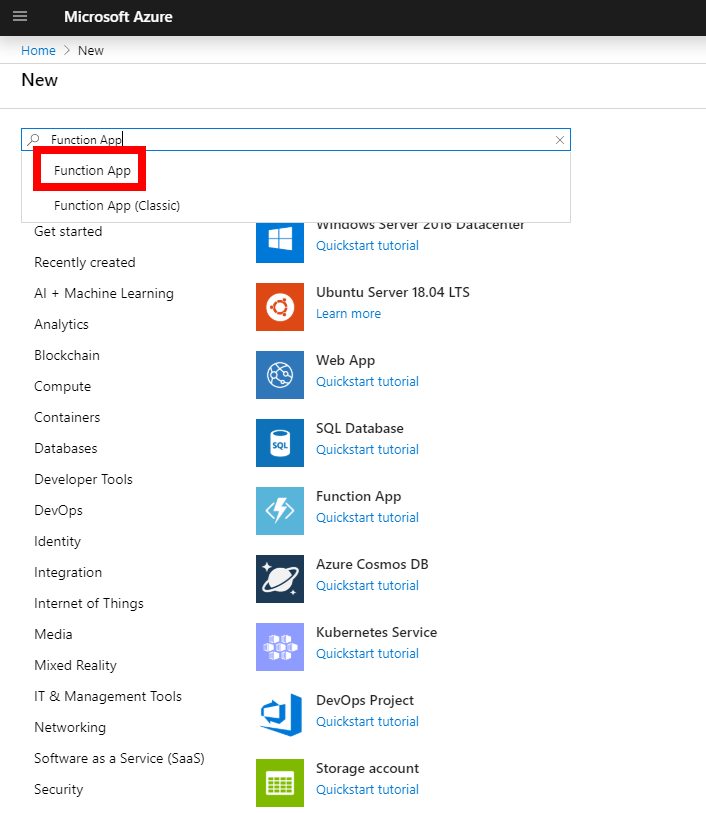 Microsoft Azure
Home > New
New
Function App
Function App
Function App (Classic)
Get started
Recently created
AI + Machine Learning
Analytics
Blockchain
Compute
Containers
Databases
Developer Tools
DevOps
Identity
Integration
Internet of Things
Media
Mixed Reality
IT & Management Tools
Networking
Software as a Service (SaaS)
Security
Windows Server 2016 Datacenter
Quickstart tutorial
Ubuntu Server 18.04 LTS
Learn more
Web App
Quickstart tutorial
SQL
SQL Database
Quickstart tutorial
Function App
Quickstart tutorial
Azure Cosmos DB
Quickstart tutorial
Kubernetes Service
Quickstart tutorial
DevOps Project
Quickstart tutorial
Storage account
Quickstart tutorial